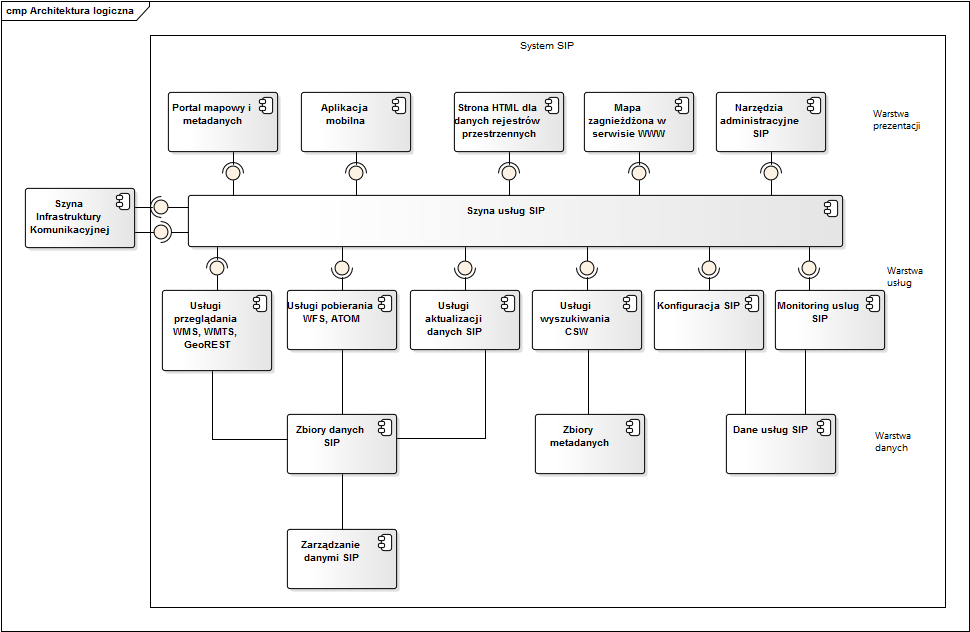 cmp Architektura logiczna
System SIP
Portal mapowy i
metadanych
Aplikacja
mobilna
Strona HTML dla
danych rejestrów
przestrzennych
Mapa
zagnieżdżona w
serwisie WWW
Narzędzia
administracyjne
SIP
Warstwa
prezentacji
Szyna
Infrastruktury
Komunikacyjnej
Szyna usług SIP
Warstwa
usług
Usługi
przeglądania
WMS, WMTS,
GeoREST
Usługi pobierania
WFS, ATOM
Usługi
aktualizacji
danych SIP
Usługi
wyszukiwania
CSW
Konfiguracja SIP
Monitoring uslug
SIP
Zbiory danych
SIP
Zbiory
metadanych
Dane usług SIP
Warstwa
danych
Zarządzanie
danymi SIP